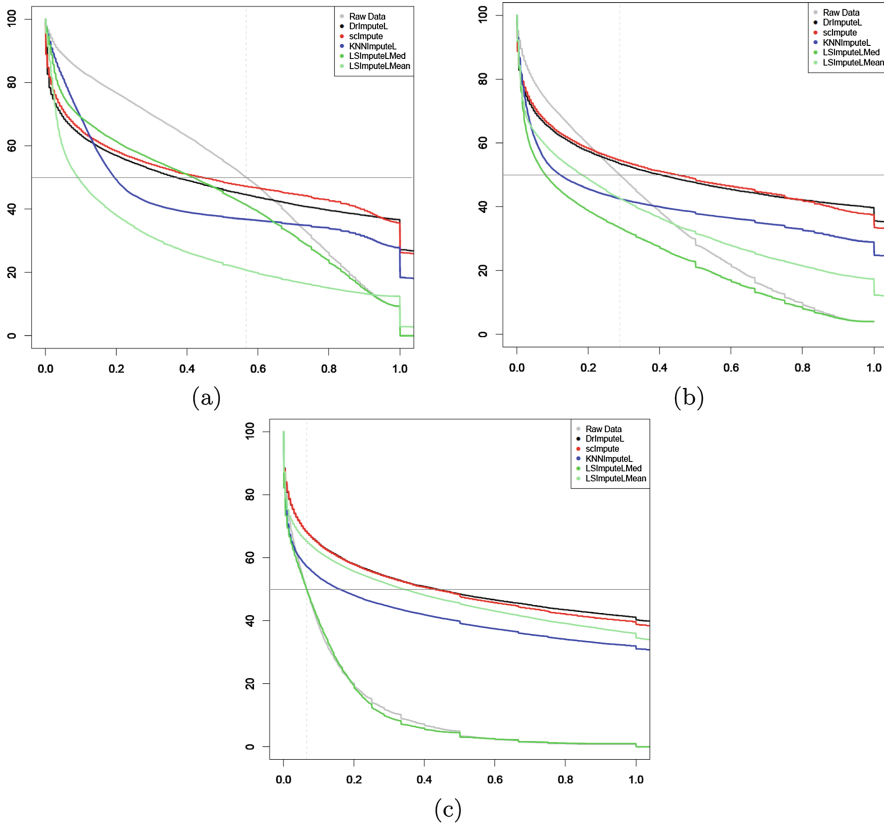 100
80
60
40
20
0
0.0 0.2 0.4 0.6 0.8 1.0
Raw Data
DrImputeL
scImpute
KNNImputeL
LSImputeLMed
LSImputeLMean
(a)
100
80
60
40
20
0
0.0 0.2 0.4 0.6 0.8 1.0
Raw Data
DrImputeL
scImpute
KNNImputeL
LSImputeLMed
LSImputeLMean
(b)
100
80
60
40
20
0
0.0 0.2 0.4 0.6 0.8 1.0
Raw Data
DrImputeL
scImpute
KNNImputeL
LSImputeLMed
LSImputeLMean
(c)